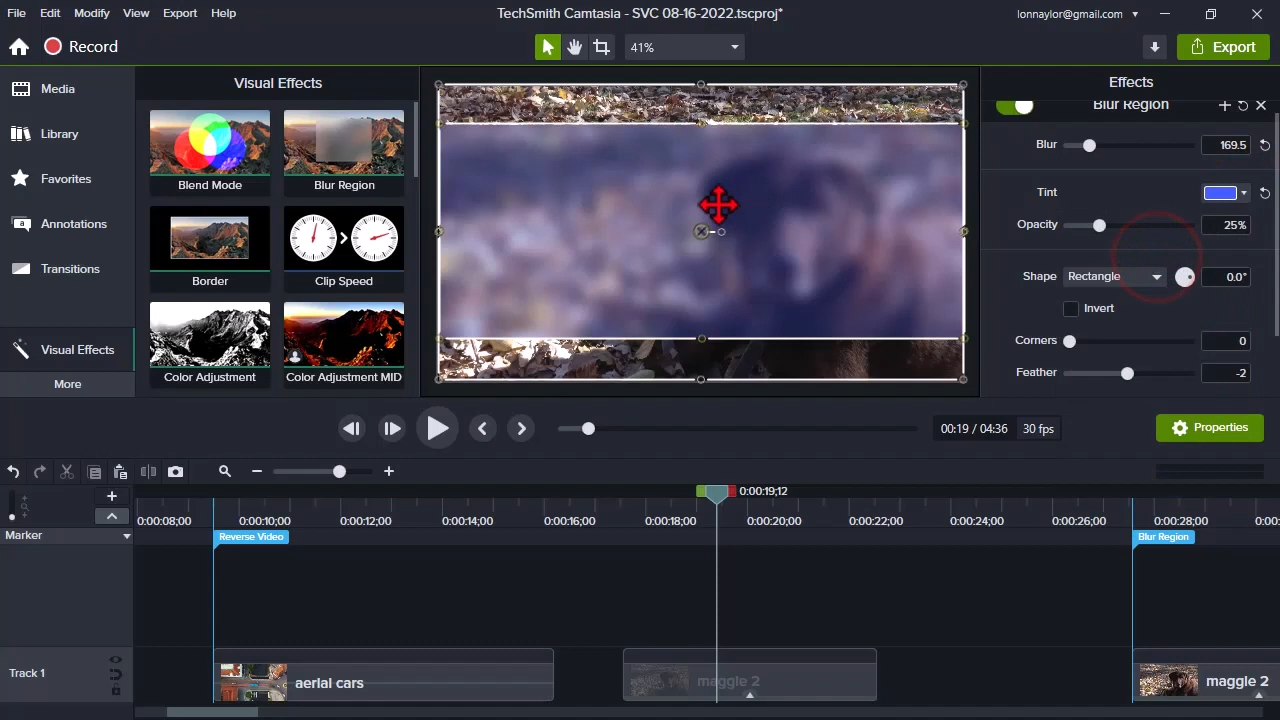 File Edit Modify View Export Help
TechSmith Camtasia - SVC 08-16-2022.tscproj*
lonnaylor@gmail.com
Record
41%
Export
Media
Library
Favorites
Annotations
Transitions
Visual Effects
More
Visual Effects
Blend Mode
Blur Region
Border
Clip Speed
Color Adjustment
Color Adjustment MID
Effects
Blur Region
Blur 169.5
Tint
Opacity 25%
Shape Rectangle 0.0°
Invert
Corners 0
Feather -2
00:19 / 04:36 30 fps
Properties
0:00:19;12
0:00:08;00 0:00:10;00 0:00:12;00 0:00:14;00 0:00:16;00 0:00:18;00 0:00:20;00 0:00:22;00 0:00:24;00 0:00:26;00 0:00:28;00 0:00
Marker
Reverse Video
Blur Region
Track 1
aerial cars
maggle 2
maggle 2